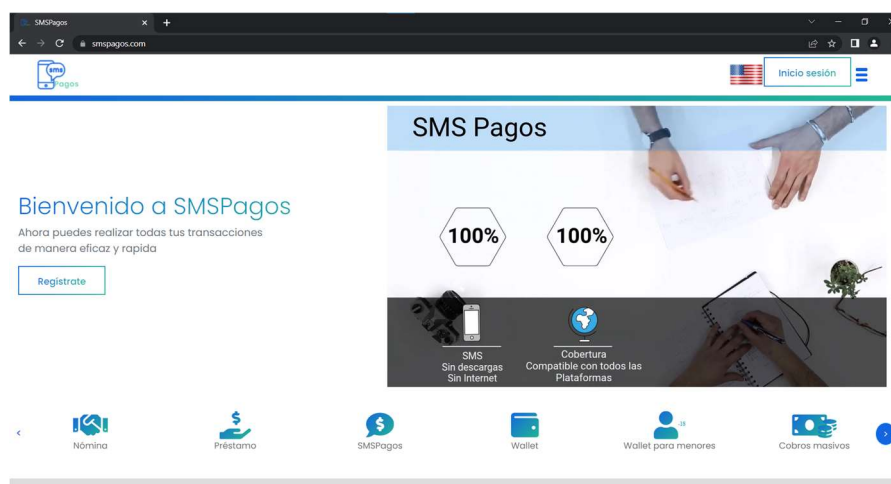 SMSPagos
smspagos.com
sms
Pagos
Inicio sesión
SMS Pagos
Bienvenido a SMSPagos
Ahora puedes realizar todas tus transacciones
de manera eficaz y rapida
Regístrate
100%
100%
SMS
Sin descargas
Sin Internet
Cobertura
Compatible con todos las
Plataformas
Nómina
Préstamo
SMSPagos
Wallet
-18
Wallet para menores
Cobros masivos